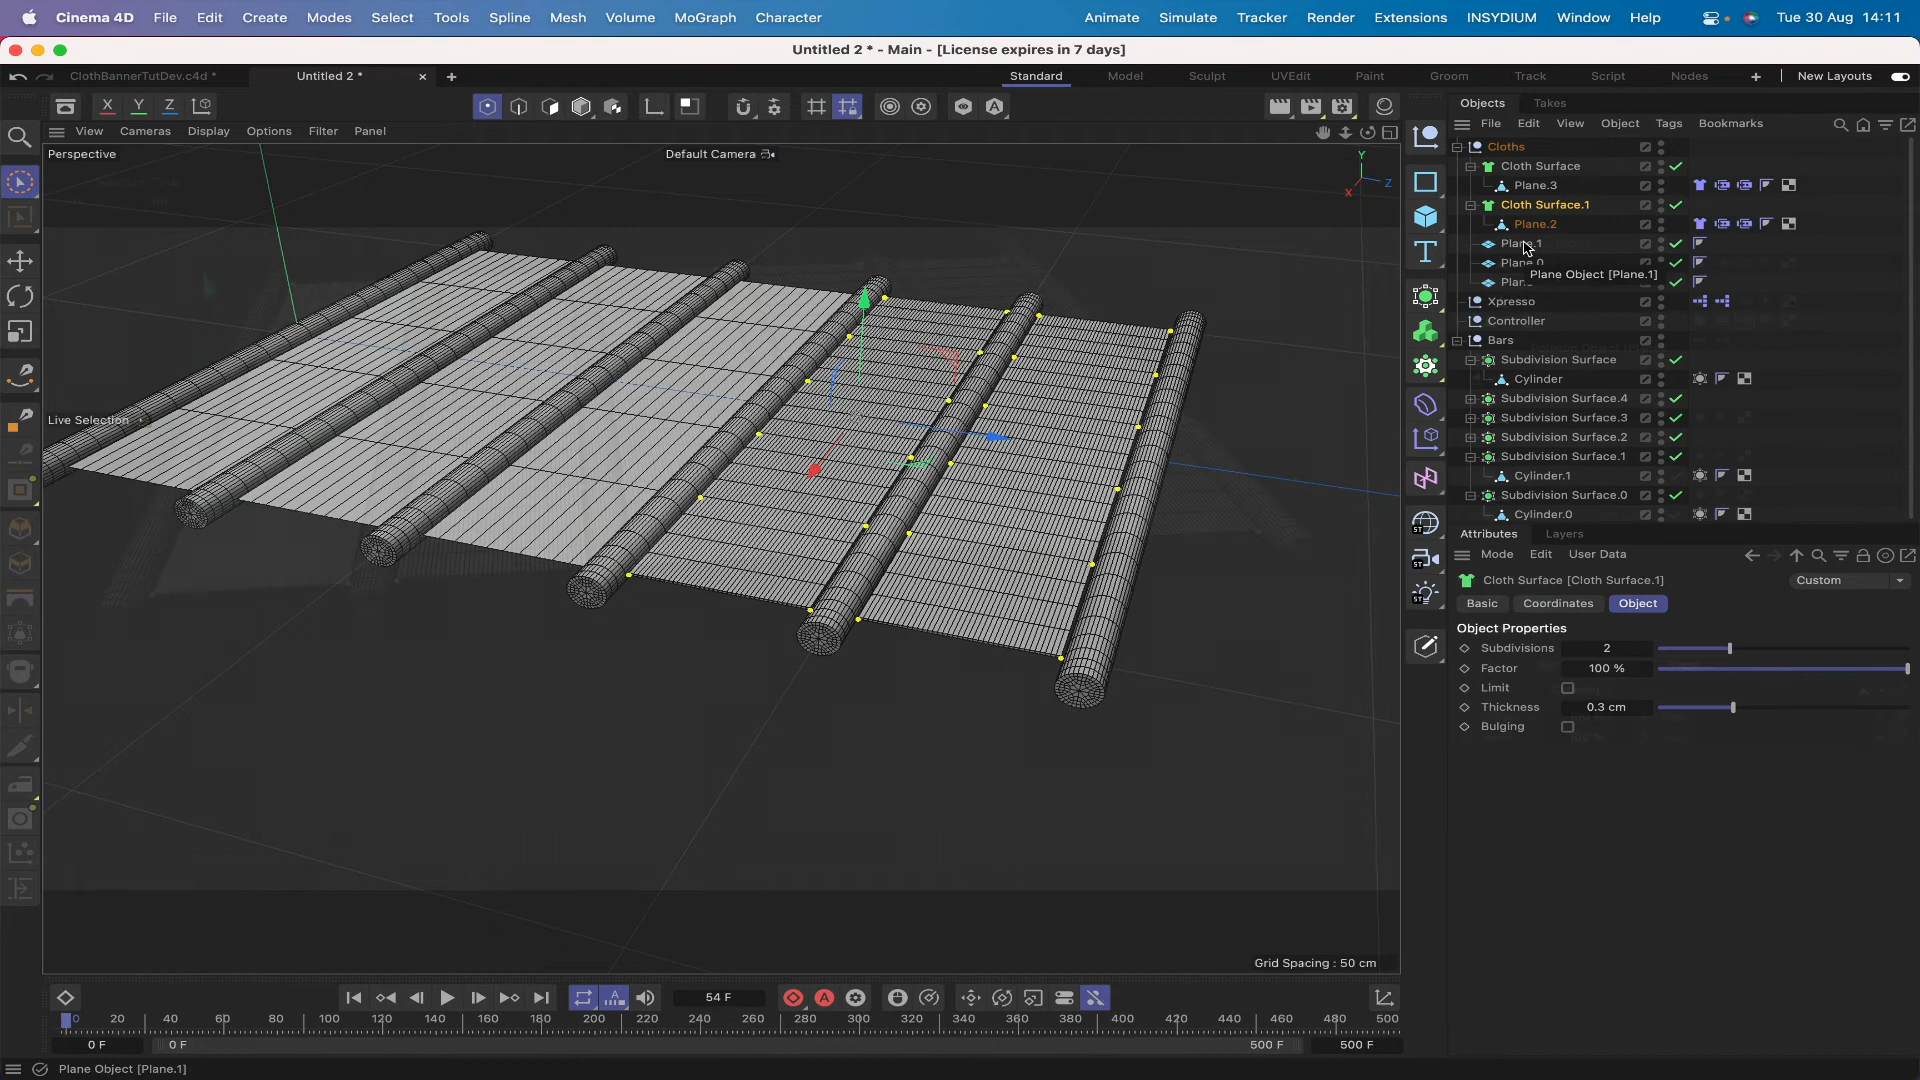 Cinema 4D File Edit Create Modes Select Tools Spline Mesh Volume MoGraph Character Animate Simulate Tracker Render Extensions INSYDIUM Window Help Tue 30 Aug 14:11
Untitled 2 * - Main - [License expires in 7 days]
ClothBannerTutDev.c4d * Untitled 2 * Standard Model Sculpt UVEdit Paint Groom Track Script Nodes New Layouts
X Y Z
Objects Takes
View Cameras Display Options Filter Panel
File Edit View Object Tags Bookmarks
Perspective
Default Camera
Y
X
Z
Cloths
Cloth Surface
Plane.3
Cloth Surface.1
Plane.2
Plane.1
Plane.0
Plane Object [Plane.1]
Xpresso
Controller
Bars
Subdivision Surface
Cylinder
Subdivision Surface.4
Subdivision Surface.3
Subdivision Surface.2
Subdivision Surface.1
Cylinder.1
Subdivision Surface.0
Cylinder.0
Live Selection
Attributes Layers
Mode Edit User Data
Cloth Surface [Cloth Surface.1] Custom
Basic Coordinates Object
Object Properties
Subdivisions 2
Factor 100 %
Limit
Thickness 0.3 cm
Bulging
Grid Spacing : 50 cm
54 F
0 20 40 60 80 100 120 140 160 180 200 220 240 260 280 300 320 340 360 380 400 420 440 460 480 500
0 F 0 F 500 F 500 F
Plane Object [Plane.1]